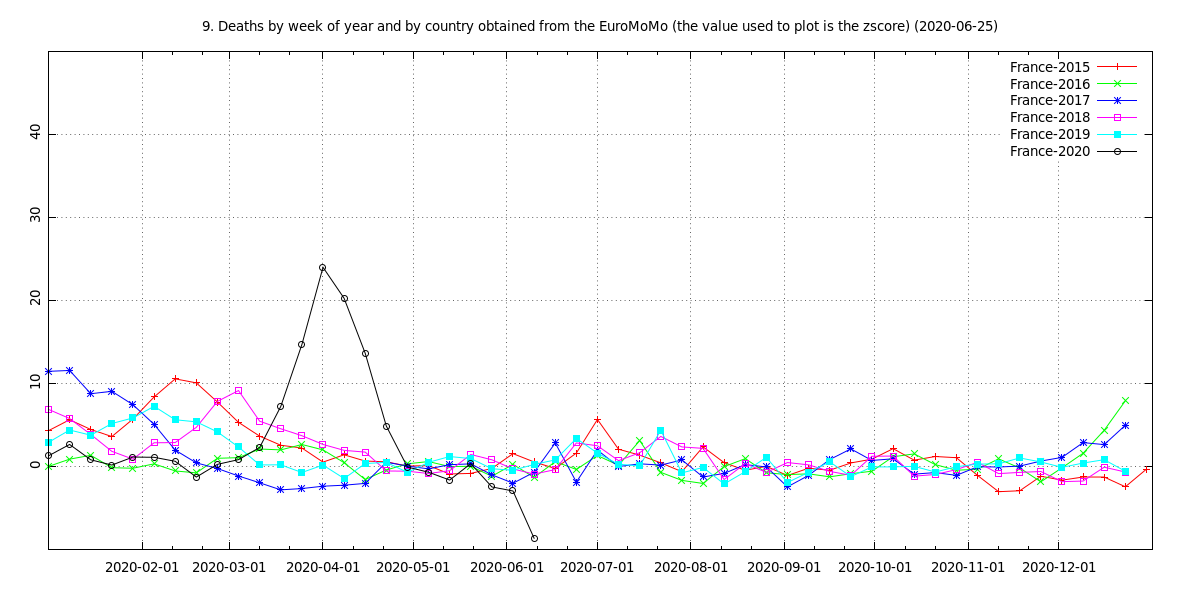 9. Deaths by week of year and by country obtained from the EuroMoMo (the value used to plot is the zscore) (2020-06-25)
France-2015
France-2016
France-2017
France-2018
France-2019
France-2020
40
30
20
10
0
2020-02-01 2020-03-01 2020-04-01 2020-05-01 2020-06-01 2020-07-01 2020-08-01 2020-09-01 2020-10-01 2020-11-01 2020-12-01